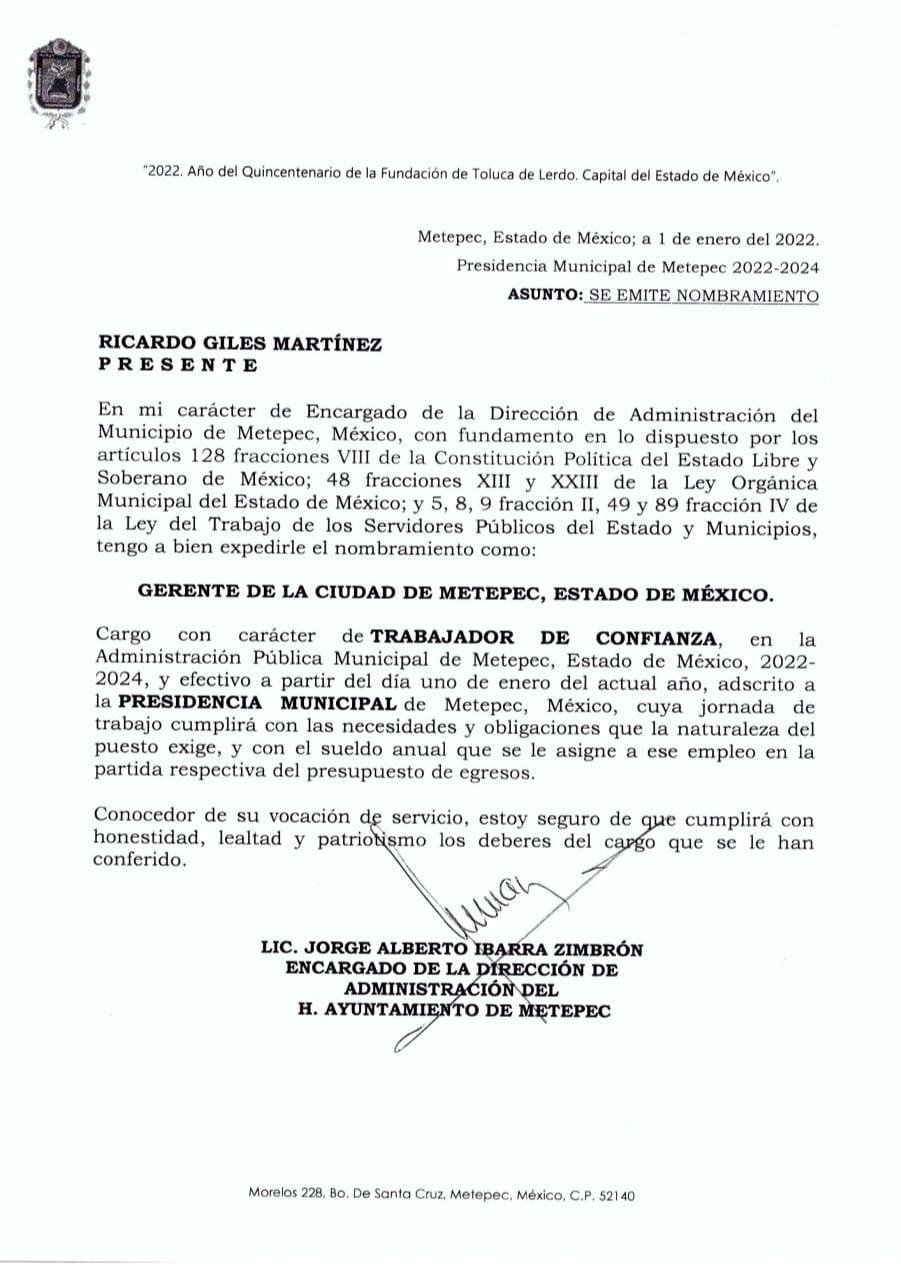 "2022. Año del Quincentenario de la Fundación de Toluca de Lerdo. Capital del Estado de México".
Metepec, Estado de México; a 1 de enero del 2022.
Presidencia Municipal de Metepec 2022-2024
ASUNTO: SE EMITE NOMBRAMIENTO
RICARDO GILES MARTÍNEZ
P R E S E N T E
En mi carácter de Encargado de la Dirección de Administración del
Municipio de Metepec, México, con fundamento en lo dispuesto por los
artículos 128 fracciones VIII de la Constitución Política del Estado Libre y
Soberano de México; 48 fracciones XIII y XXIII de la Ley Orgánica
Municipal del Estado de México; y 5, 8, 9 fracción II, 49 y 89 fracción IV de
la Ley del Trabajo de los Servidores Públicos del Estado y Municipios,
tengo a bien expedirle el nombramiento como:
GERENTE DE LA CIUDAD DE METEPEC, ESTADO DE MÉXICO.
Cargo con carácter de TRABAJADOR DE CONFIANZA, en la
Administración Pública Municipal de Metepec, Estado de México, 2022-
2024, y efectivo a partir del día uno de enero del actual año, adscrito a
la PRESIDENCIA MUNICIPAL de Metepec, México, cuya jornada de
trabajo cumplirá con las necesidades y obligaciones que la naturaleza del
puesto exige, y con el sueldo anual que se le asigne a ese empleo en la
partida respectiva del presupuesto de egresos.
Conocedor de su vocación de servicio, estoy seguro de que cumplirá con
honestidad, lealtad y patriotismo los deberes del cargo que se le han
conferido.
LIC. JORGE ALBERTO IBARRA ZIMBRÓN
ENCARGADO DE LA DIRECCIÓN DE
ADMINISTRACIÓN DEL
H. AYUNTAMIENTO DE METEPEC
Morelos 228, Bo. De Santa Cruz, Metepec, México, C.P. 52140